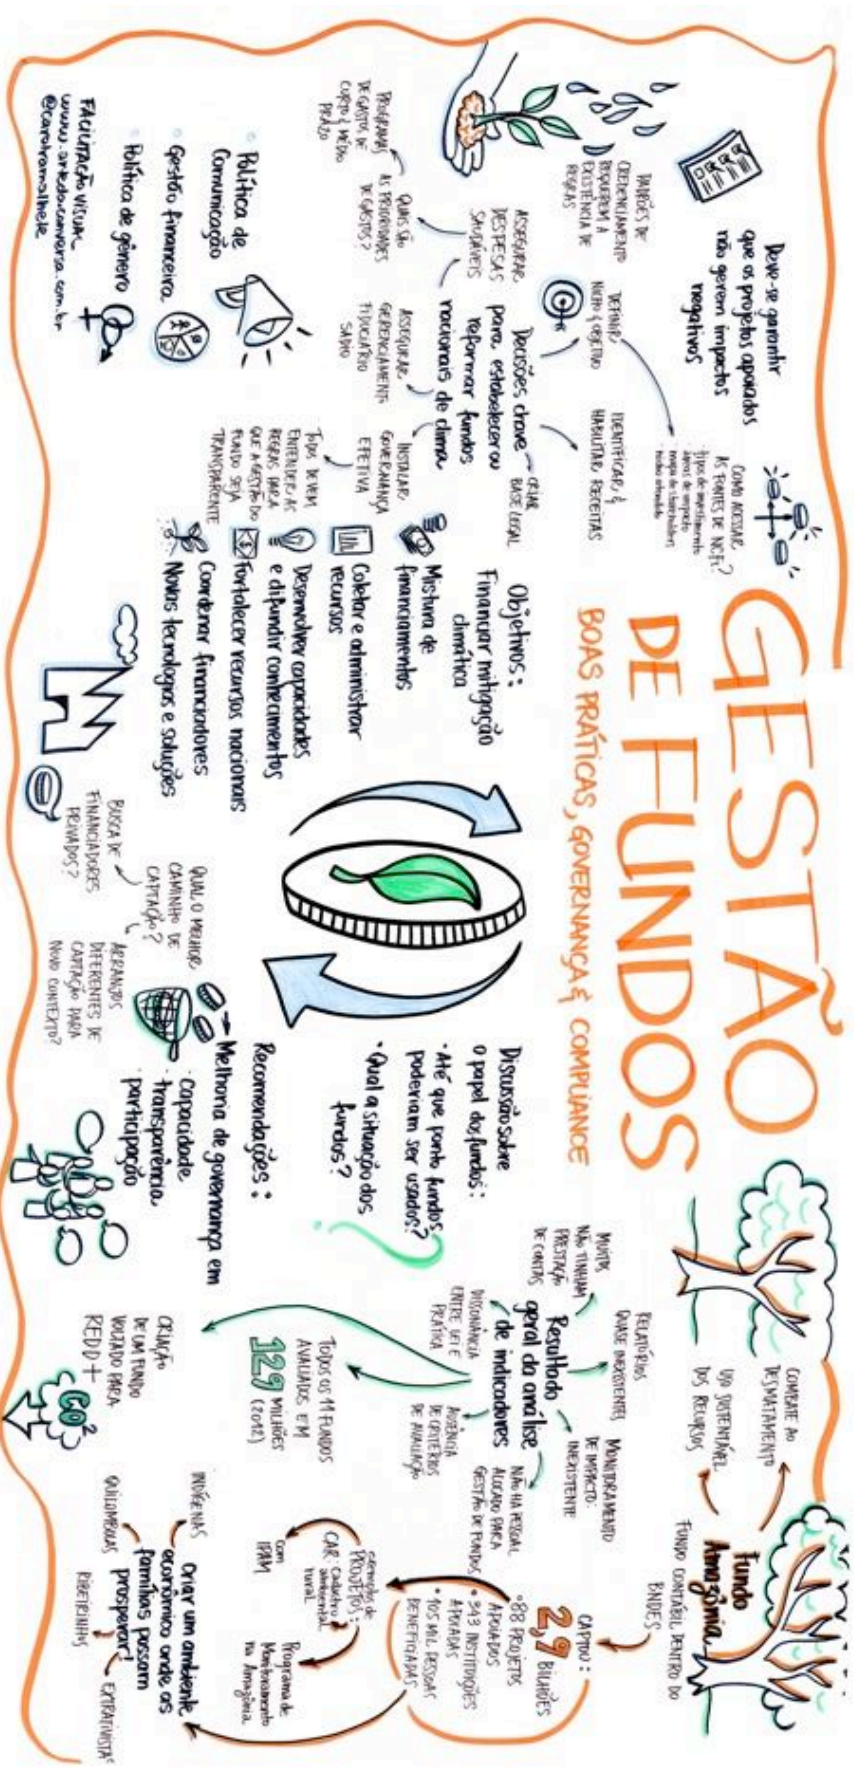 GESTÃO
DE FUNDOS
BOAS PRÁTICAS, GOVERNANÇA & COMPLIANCE
Deve-se garantir
que os projetos apoiados
não gerem impactos
negativos
COMO ACESSAR
AS FONTES DE NCFi?
· tipos de investimento
· áreas de impacto
· mapa de stakeholders
PADRÕES DE
CREDENCIAMENTO
REQUEREM A
EXISTÊNCIA DE
REGRAS
DEFINIR
NICHO & OBJETIVO
IDENTIFICAR &
HABILITAR RECEITAS
Decisões chave
para estabelecer ou
reformar fundos
nacionais de clima
CRIAR
BASE LEGAL
ASSEGURAR
DESPESAS
SAUDÁVEIS
QUAIS SÃO
AS PRIORIDADES
DE GASTOS?
PROGRAMAS
DE GASTOS DE
CURTO & MÉDIO
PRAZO
ASSEGURAR
GERENCIAMENTO
FIDUCIÁRIO
SADIO
INSTALAR
GOVERNANÇA
EFETIVA
TODOS DEVEM
ENTENDER AS
REGRAS PARA
QUE A GESTÃO DO
FUNDO SEJA
TRANSPARENTE
• Política de
Comunicação
• Gestão financeira
• Política de gênero
FACILITAÇÃO VISUAL
www.artedaconversa.com.br
@carolramalhete
Objetivos:
Financiar mitigação
climática
Mistura de
financiamentos
Coletar e administrar
recursos
Desenvolver capacidades
e difundir conhecimentos
Fortalecer recursos nacionais
Coordenar financiadores
Novas tecnologias e soluções
QUAL O MELHOR
CAMINHO DE
CAPTAÇÃO?
BUSCA DE
FINANCIADORES
PRIVADOS?
ARRANJOS
DIFERENTES DE
CAPTAÇÃO PARA
NOVO CONTEXTO?
Discussão sobre
o papel dos fundos:
· Até que ponto fundos
poderiam ser usados?
· Qual a situação dos
fundos?
?
Recomendações:
Melhoria de governança em
· Capacidade
· transparência
· participação
Resultado
geral da análise
de indicadores
MUITOS
NÃO TINHAM
PRESTAÇÃO
DE CONTAS
RELATÓRIOS
QUASE INEXISTENTES
MONITORAMENTO
DE IMPACTO:
INEXISTENTE
NÃO HÁ PESSOAL
ALOCADO PARA
GESTÃO DE FUNDOS
AUSÊNCIA
DE CRITÉRIOS
DE AVALIAÇÃO
DISSONÂNCIA
ENTRE LEI E
PRÁTICA
TODOS OS 11 FUNDOS
AVALIADOS EM
129 MILHÕES
(2012)
CRIAÇÃO
DE UM FUNDO
VOLTADO PARA
REDD+
CO²
Fundo
Amazônia
FUNDO CONTÁBIL DENTRO DO
BNDES
COMBATE AO
DESMATAMENTO
USO SUSTENTÁVEL
DOS RECURSOS
CAPTOU:
2,9 BILHÕES
• 88 PROJETOS
APOIADOS
• 343 INSTITUIÇÕES
APOIADAS
• 105 MIL PESSOAS
BENEFICIADAS
exemplos de
PROJETOS:
CAR: Cadastro
ambiental
rural
com
IPAM
Programa de
Monitoramento
na Amazônia
Criar um ambiente
econômico onde as
famílias possam
prosperar!
INDÍGENAS
QUILOMBOLAS
RIBEIRINHOS
EXTRATIVISTAS